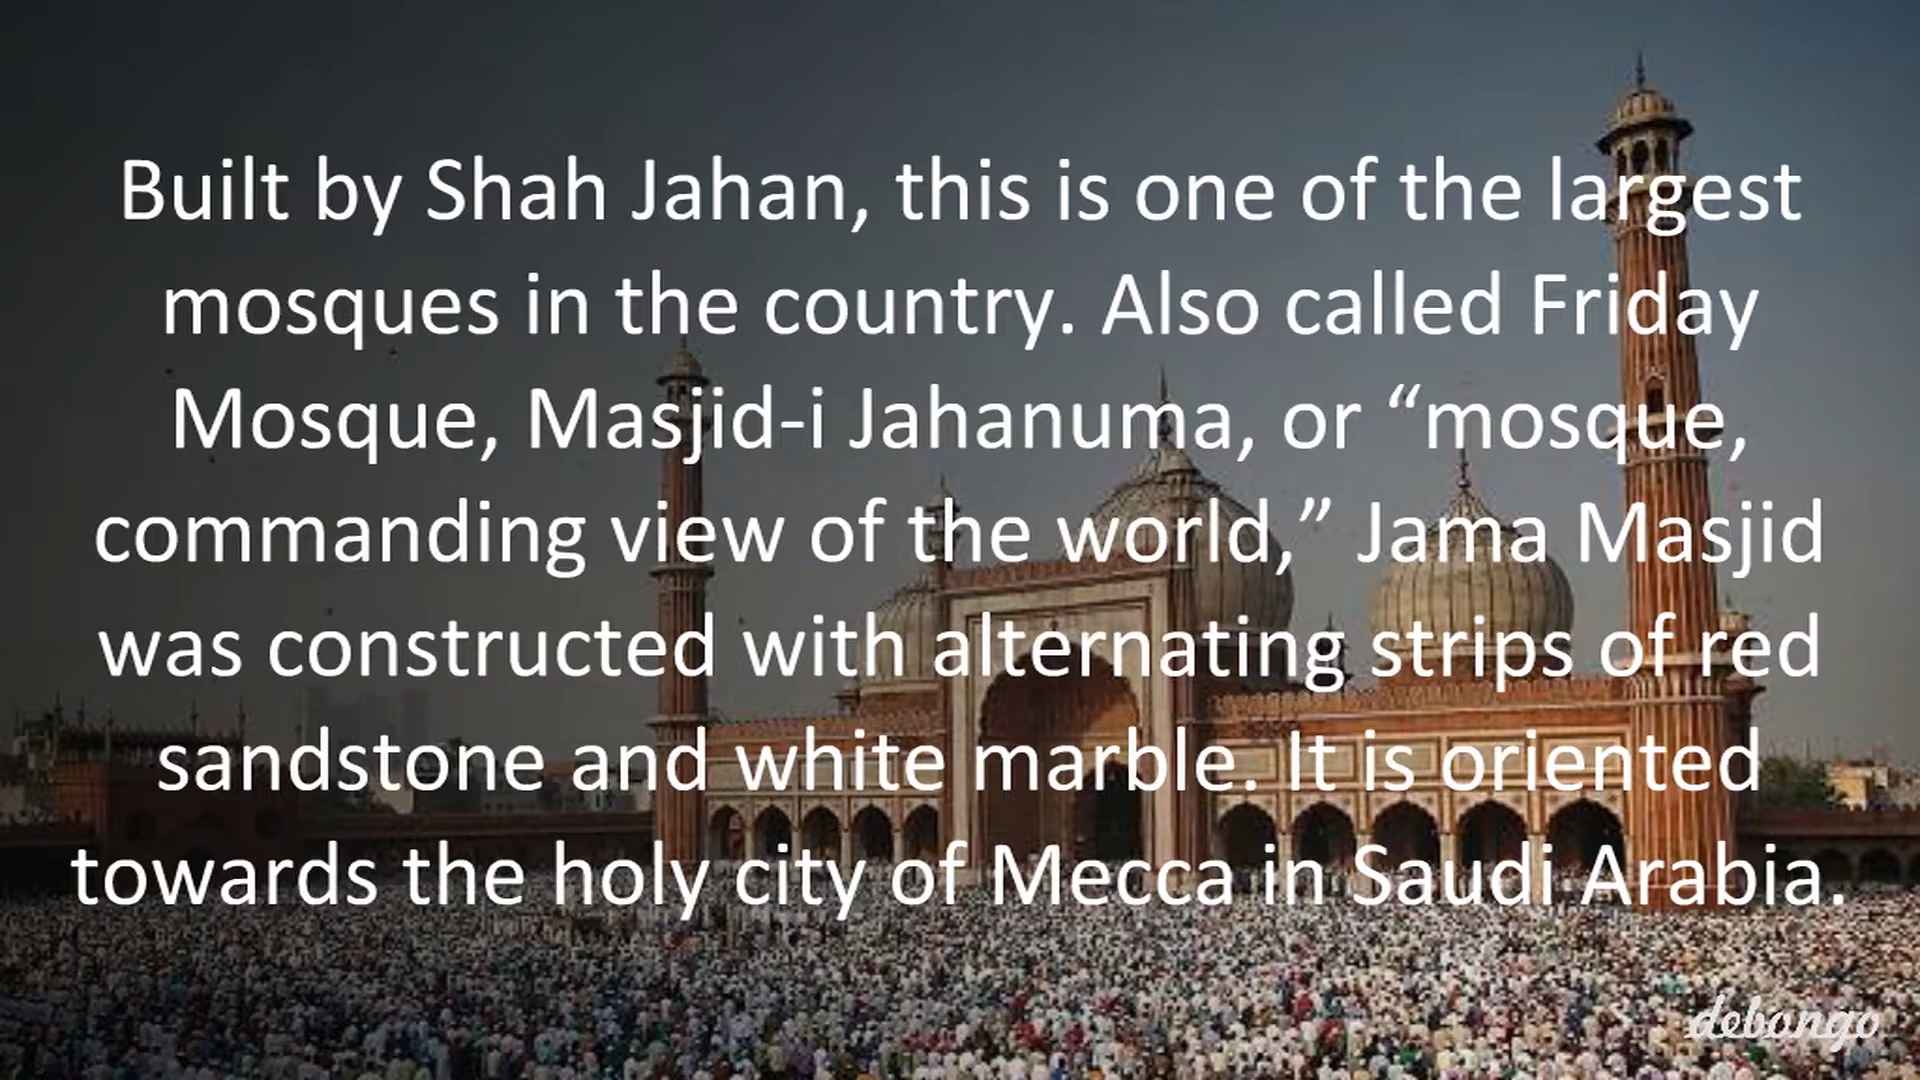 Built by Shah Jahan, this is one of the largest
mosques in the country. Also called Friday
Mosque, Masjid-i Jahanuma, or “mosque,
commanding view of the world,” Jama Masjid
was constructed with alternating strips of red
sandstone and white marble. It is oriented
towards the holy city of Mecca in Saudi Arabia.
debongo